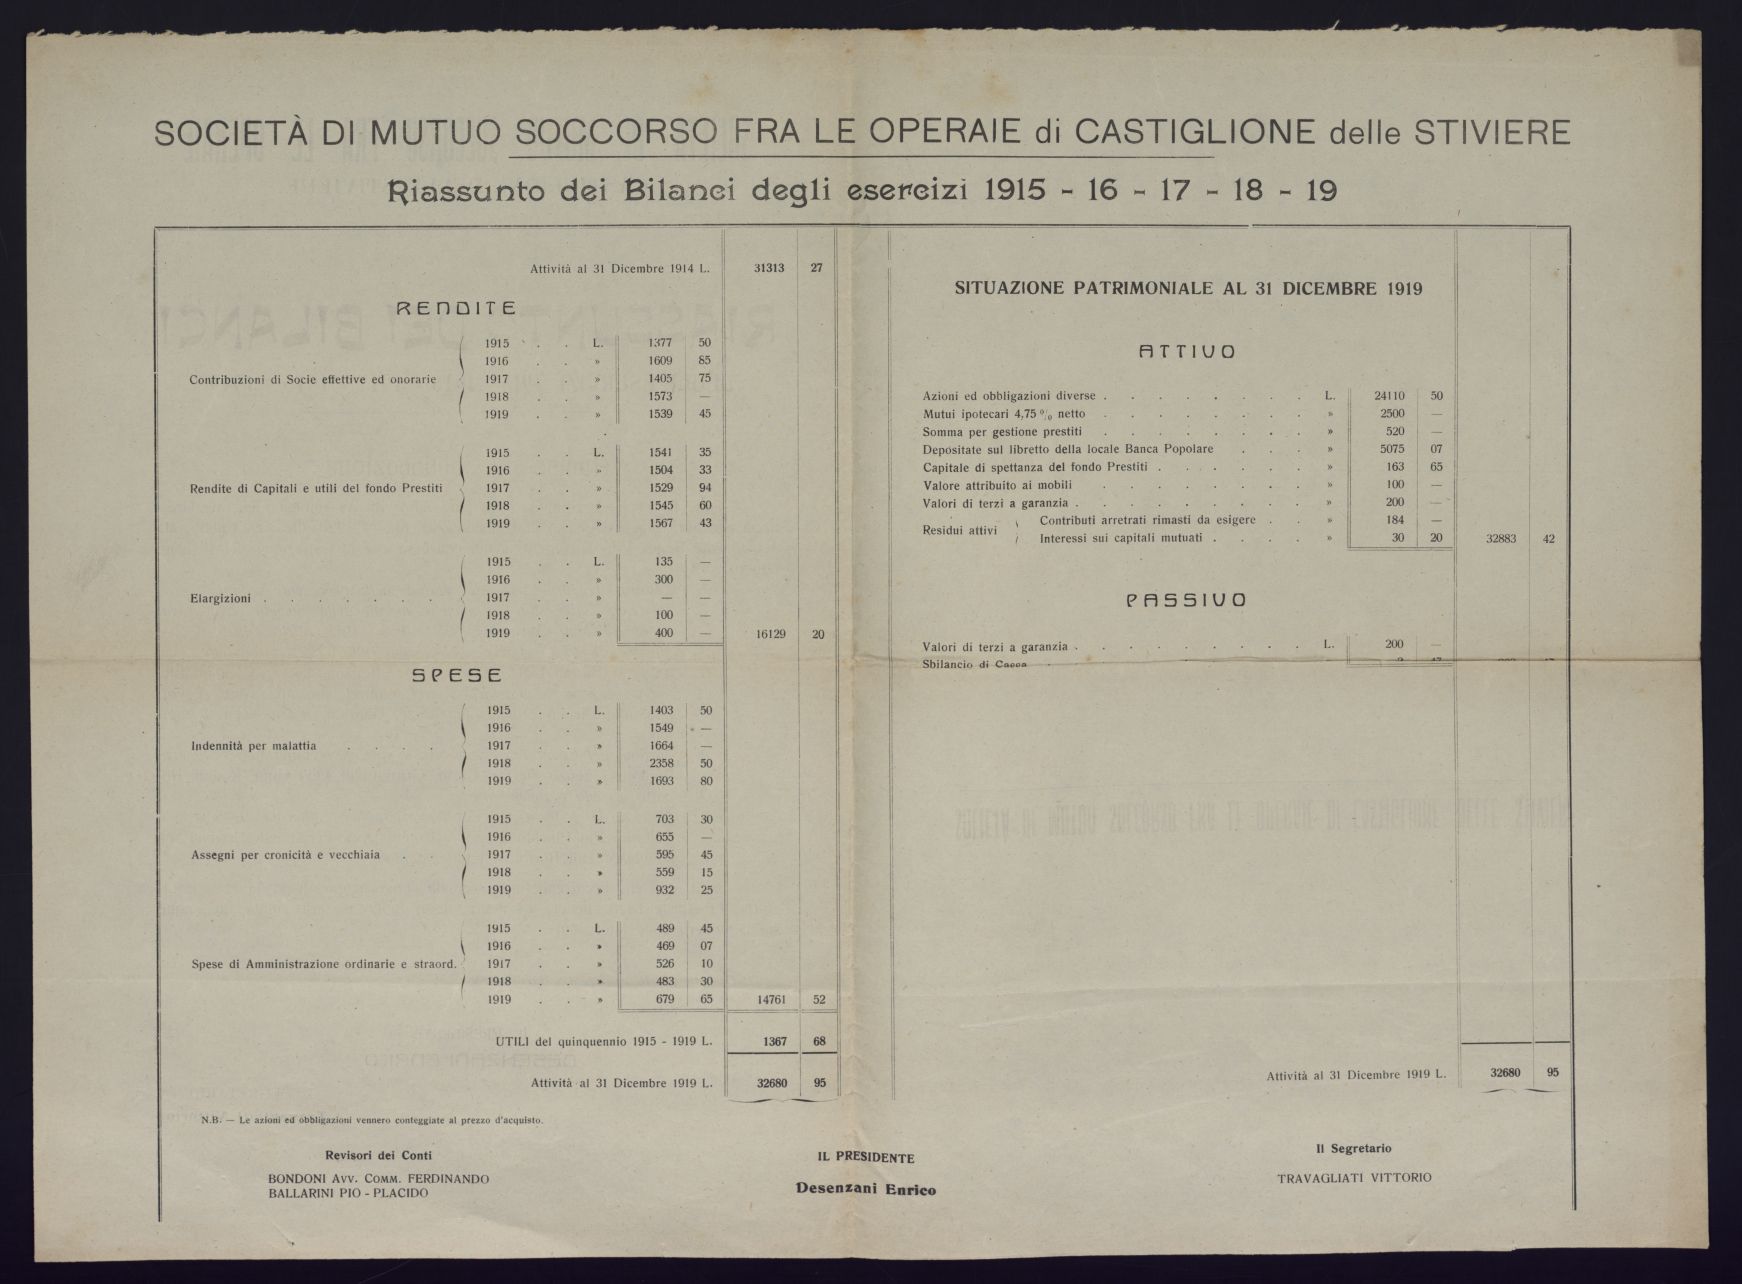 SOCIETÀ DI MUTUO SOCCORSO FRA LE OPERAIE di CASTIGLIONE delle STIVIERE
Riassunto dei Bilanci degli esercizi 1915 - 16 - 17 - 18 - 19
Attività al 31 Dicembre 1914 L. 31313 27
RENDITE
1915 . . L. 1377 50
1916 . . » 1609 85
Contribuzioni di Socie effettive ed onorarie 1917 . . » 1405 75
1918 . . » 1573 —
1919 . . » 1539 45
1915 . . L. 1541 35
1916 . . » 1504 33
Rendite di Capitali e utili del fondo Prestiti 1917 . . » 1529 94
1918 . . » 1545 60
1919 . . » 1567 43
1915 . . L. 135 —
1916 . . » 300 —
Elargizioni . . . . . . . 1917 . . » — —
1918 . . » 100 —
1919 . . » 400 — 16129 20
SPESE
1915 . . L. 1403 50
1916 . . » 1549 —
Indennità per malattia . . . . 1917 . . » 1664 —
1918 . . » 2358 50
1919 . . » 1693 80
1915 . . L. 703 30
1916 . . » 655 —
Assegni per cronicità e vecchiaia . . 1917 . . » 595 45
1918 . . » 559 15
1919 . . » 932 25
1915 . . L. 489 45
1916 . . » 469 07
Spese di Amministrazione ordinarie e straord. 1917 . . » 526 10
1918 . . » 483 30
1919 . . » 679 65 14761 52
UTILI del quinquennio 1915 - 1919 L. 1367 68
Attività al 31 Dicembre 1919 L. 32680 95
N.B. — Le azioni ed obbligazioni vennero conteggiate al prezzo d'acquisto.
SITUAZIONE PATRIMONIALE AL 31 DICEMBRE 1919
ATTIVO
Azioni ed obbligazioni diverse . . . . . . . . L. 24110 50
Mutui ipotecari 4,75 % netto . . . . . . . . » 2500 —
Somma per gestione prestiti . . . . . . . . » 520 —
Depositate sul libretto della locale Banca Popolare . . . » 5075 07
Capitale di spettanza del fondo Prestiti . . . . . . » 163 65
Valore attribuito ai mobili . . . . . . . . » 100 —
Valori di terzi a garanzia . . . . . . . . . » 200 —
Residui attivi
Contributi arretrati rimasti da esigere . . » 184 —
Interessi sui capitali mutuati . . . . » 30 20 32883 42
PASSIVO
Valori di terzi a garanzia . . . . . . . . . L. 200 —
Sbilancio di
Attività al 31 Dicembre 1919 L. 32680 95
Revisori dei Conti
BONDONI Avv. Comm. FERDINANDO
BALLARINI PIO - PLACIDO
IL PRESIDENTE
Desenzani Enrico
Il Segretario
TRAVAGLIATI VITTORIO